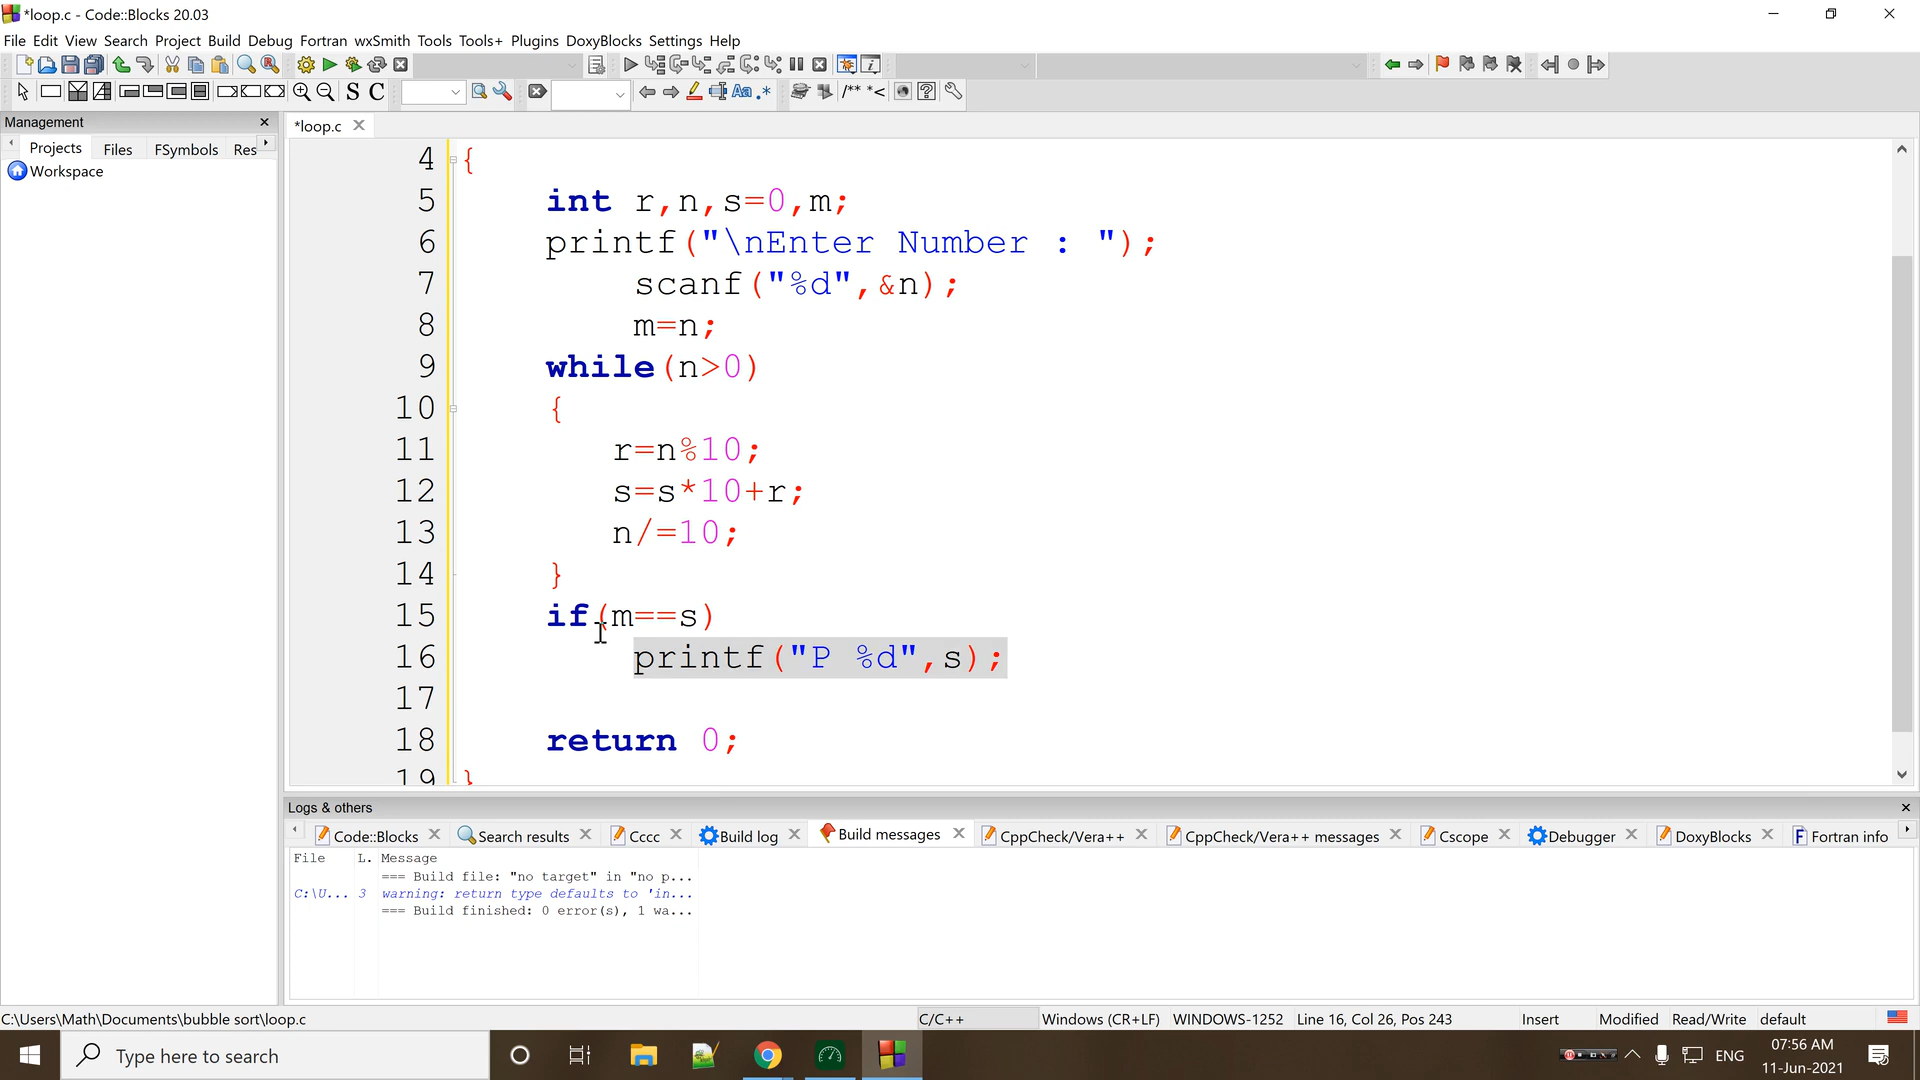 *loop.c - Code::Blocks 20.03
File Edit View Search Project Build Debug Fortran wxSmith Tools Tools+ Plugins DoxyBlocks Settings Help
S C Aa .* /** *<
Management
*loop.c
Projects Files FSymbols Res
Workspace
4 {
5 int r,n,s=0,m;
6 printf("\nEnter Number : ");
7 scanf("%d",&n);
8 m=n;
9 while(n>0)
10 {
11 r=n%10;
12 s=s*10+r;
13 n/=10;
14 }
15 if(m==s)
16 printf("P %d",s);
17
18 return 0;
19 }
Logs & others
Code::Blocks Search results Cccc Build log Build messages CppCheck/Vera++ CppCheck/Vera++ messages Cscope Debugger DoxyBlocks Fortran info
File L. Message
=== Build file: "no target" in "no p...
C:\U... 3 warning: return type defaults to 'in...
=== Build finished: 0 error(s), 1 wa...
C:\Users\Math\Documents\bubble sort\loop.c C/C++ Windows (CR+LF) WINDOWS-1252 Line 16, Col 26, Pos 243 Insert Modified Read/Write default
Type here to search
ENG
07:56 AM
11-Jun-2021